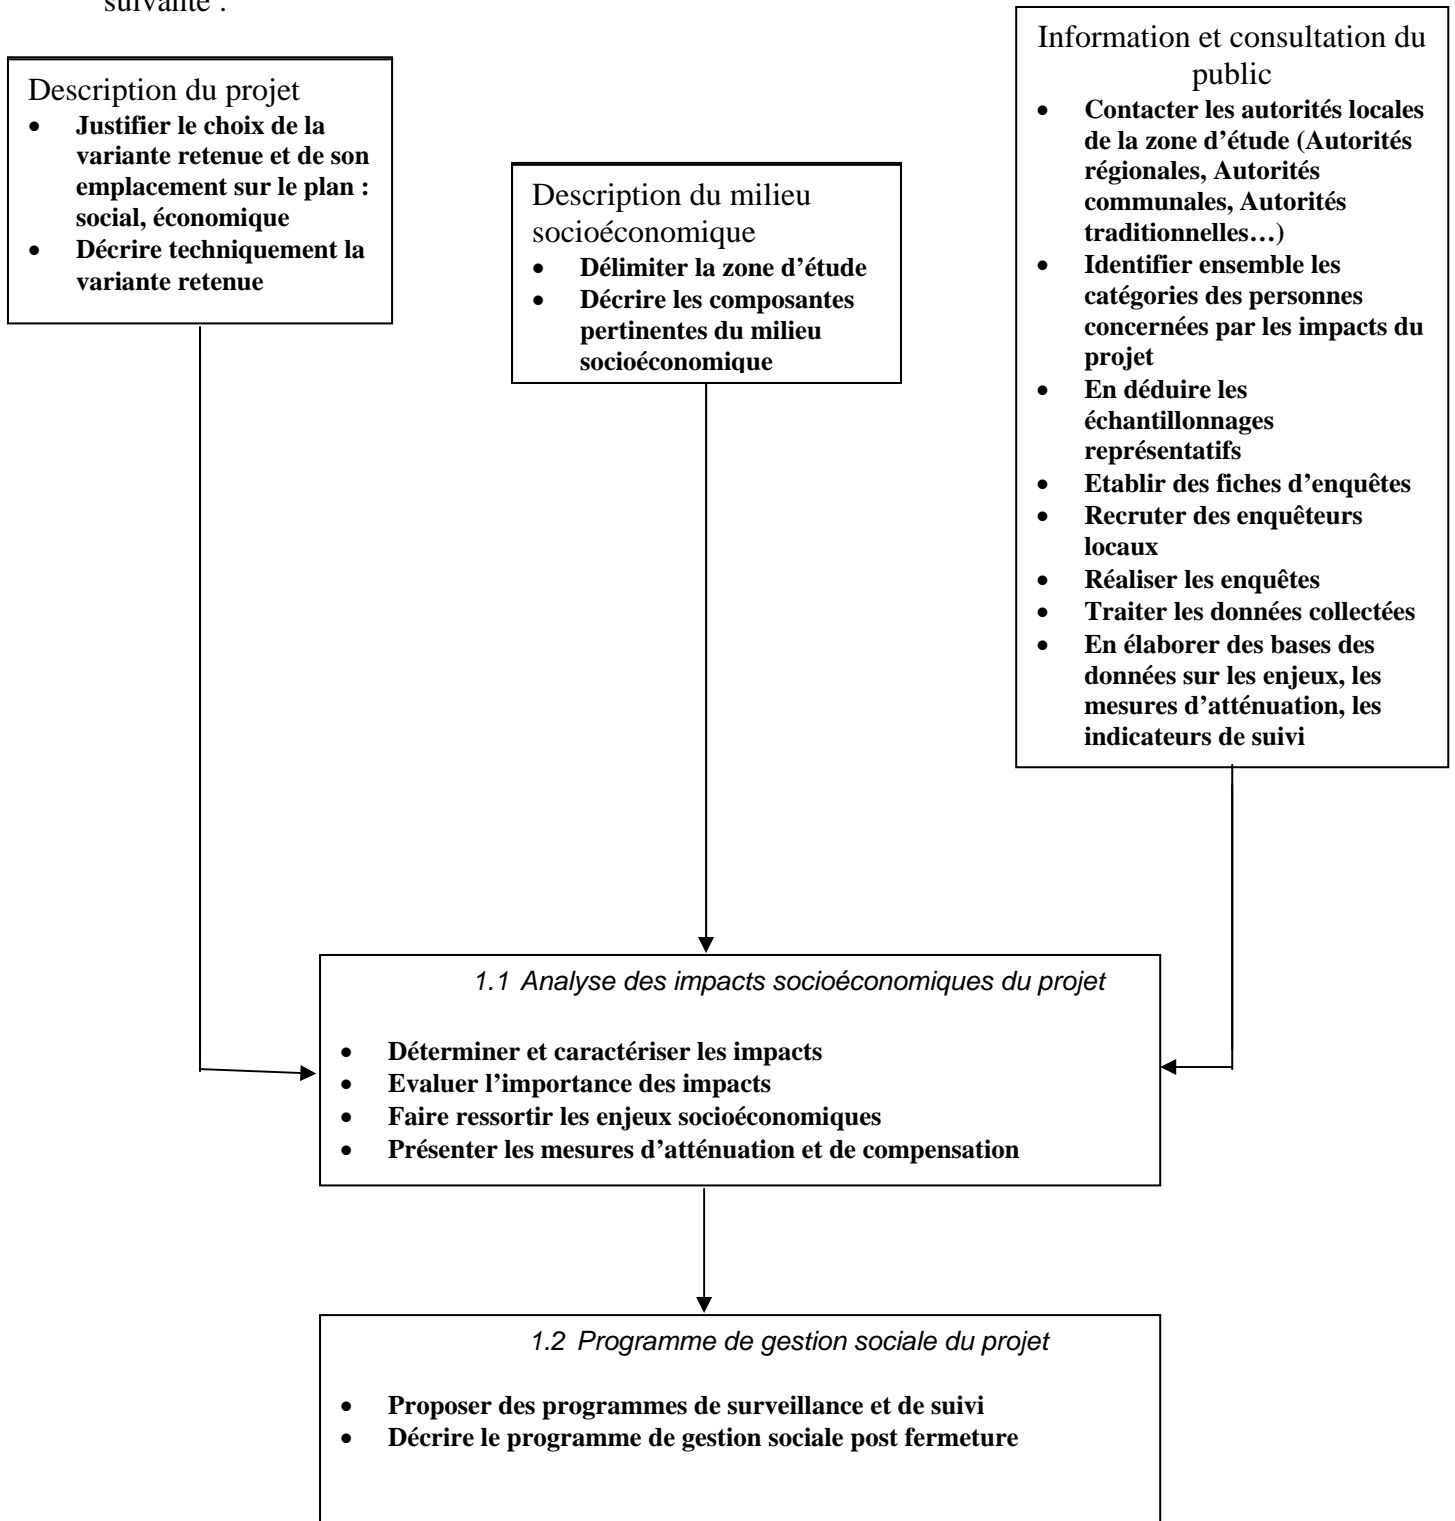 suivante :
Description du projet
• Justifier le choix de la
variante retenue et de son
emplacement sur le plan :
social, économique
• Décrire techniquement la
variante retenue
Description du milieu
socioéconomique
• Délimiter la zone d’étude
• Décrire les composantes
pertinentes du milieu
socioéconomique
Information et consultation du
public
• Contacter les autorités locales
de la zone d’étude (Autorités
régionales, Autorités
communales, Autorités
traditionnelles…)
• Identifier ensemble les
catégories des personnes
concernées par les impacts du
projet
• En déduire les
échantillonnages
représentatifs
• Etablir des fiches d’enquêtes
• Recruter des enquêteurs
locaux
• Réaliser les enquêtes
• Traiter les données collectées
• En élaborer des bases des
données sur les enjeux, les
mesures d’atténuation, les
indicateurs de suivi
1.1 Analyse des impacts socioéconomiques du projet
• Déterminer et caractériser les impacts
• Evaluer l’importance des impacts
• Faire ressortir les enjeux socioéconomiques
• Présenter les mesures d’atténuation et de compensation
1.2 Programme de gestion sociale du projet
• Proposer des programmes de surveillance et de suivi
• Décrire le programme de gestion sociale post fermeture